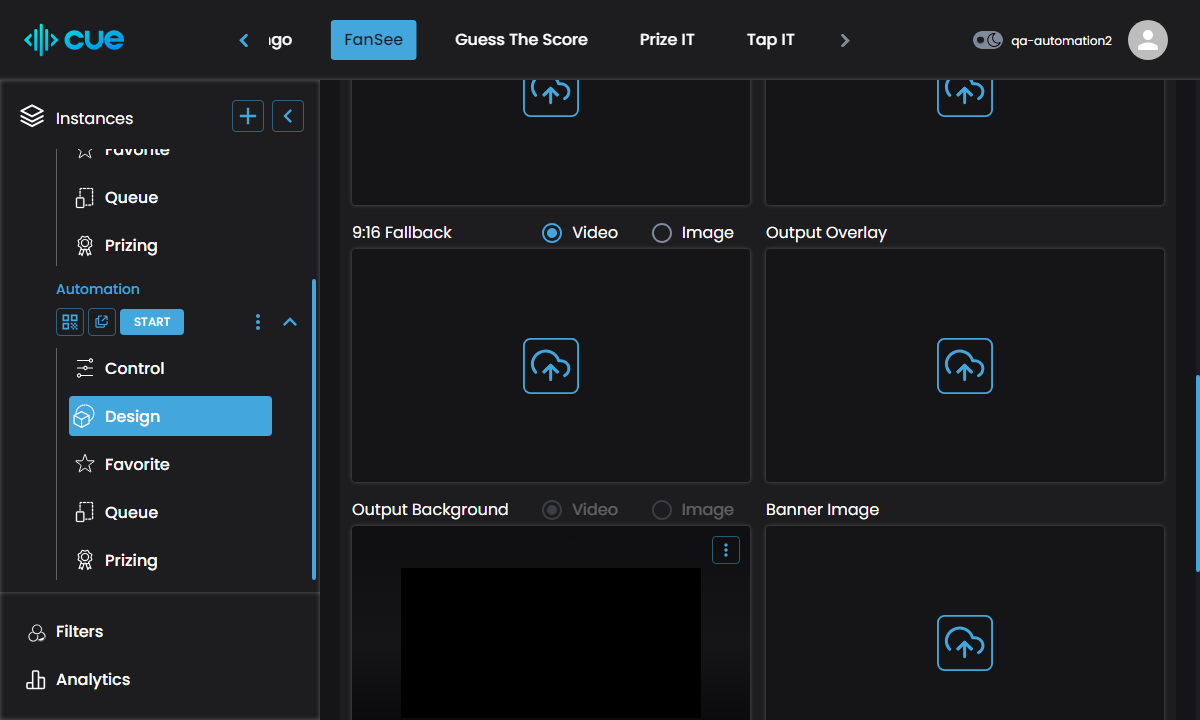 cue
FanSee
Guess The Score
Prize IT
Tap IT
qa-automation2
Instances
Favorite
Queue
Prizing
Automation
START
Control
Design
Favorite
Queue
Prizing
Filters
Analytics
9:16 Fallback
Video
Image
Output Overlay
Output Background
Video
Image
Banner Image